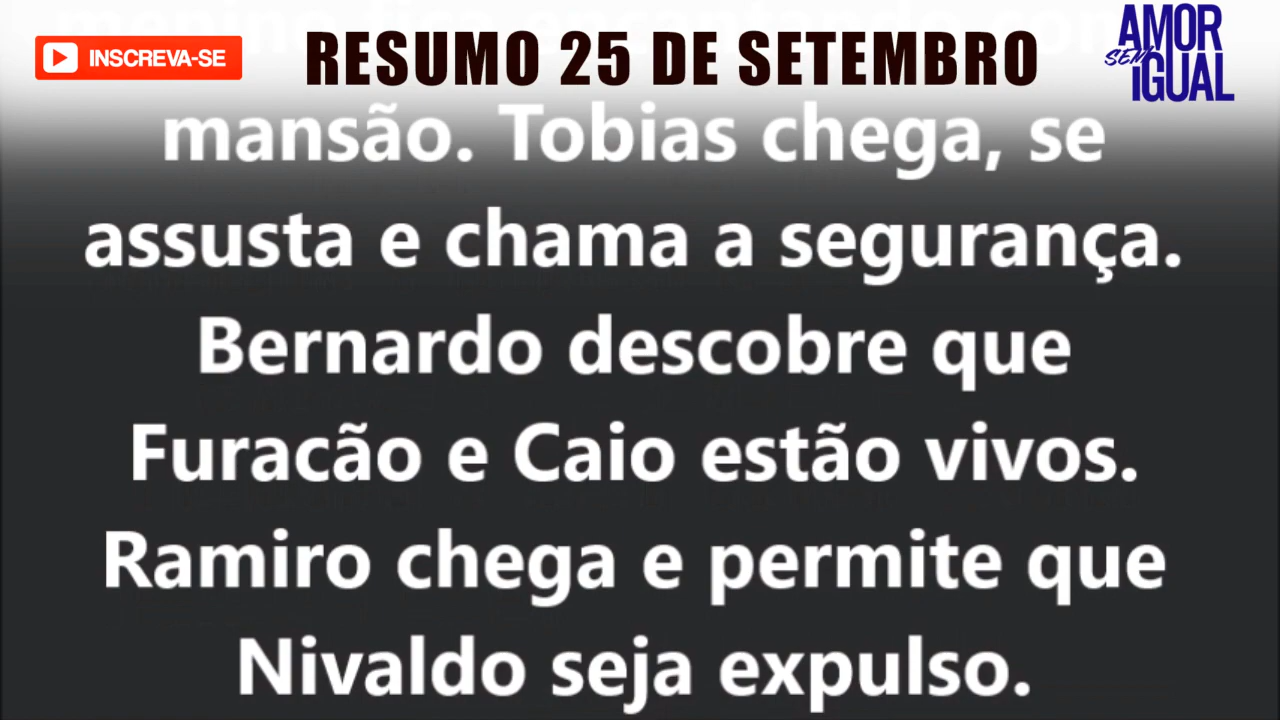 INSCREVA-SE
RESUMO 25 DE SETEMBRO
AMOR
SEM
IGUAL
mansão. Tobias chega, se
assusta e chama a segurança.
Bernardo descobre que
Furacão e Caio estão vivos.
Ramiro chega e permite que
Nivaldo seja expulso.